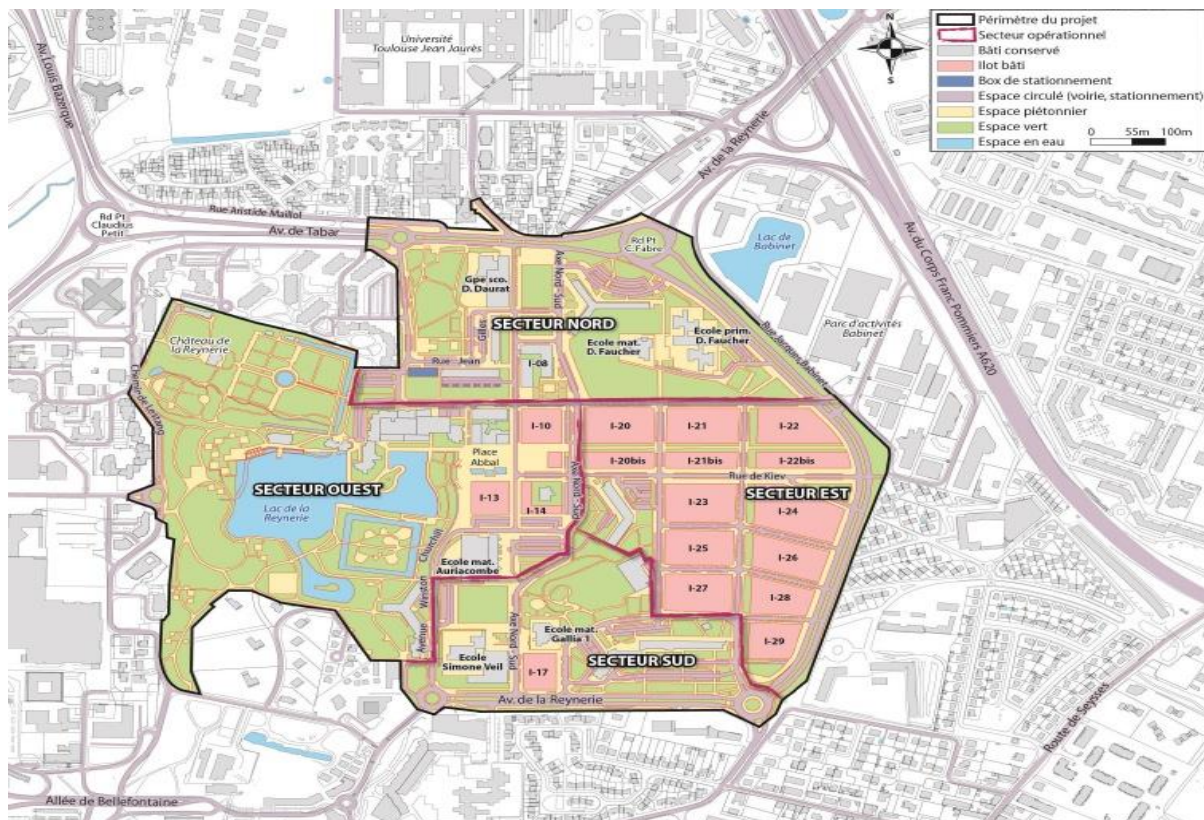 Périmètre du projet
Secteur opérationnel
Bâti conservé
Ilot bâti
Box de stationnement
Espace circulé (voirie, stationnement)
Espace piétonnier
Espace vert
Espace en eau
0 55m 100m
N
S
Université
Toulouse Jean Jaurès
Av. Louis Bazerque
Av. de la Reynerie
Rue Aristide Maillol
Rd Pt
Claudius
Petit
Av. de Tabar
Rd Pt
C. Fabre
Lac de
Babinet
Av. du Corps Franc Pommiers A620
Gpe sco.
D. Daurat
Axe Nord - Sud
SECTEUR NORD
Ecole prim.
D. Faucher
Ecole mat.
D. Faucher
Parc d'activités
Babinet
Rue Jacques Babinet
Château de
la Reynerie
Gilles
Rue Jean
I-08
Chemin de Lestang
I-10
I-20
I-21
I-22
Place
Abbal
I-20bis
I-21bis
I-22bis
Rue de Kiev
SECTEUR OUEST
SECTEUR EST
Lac de la
Reynerie
I-13
I-14
Axe Nord - Sud
I-23
I-24
Avenue Winston Churchill
Ecole mat.
Auriacombe
I-25
I-26
I-27
I-28
Ecole mat.
Gallia 1
Axe Nord - Sud
I-29
Ecole
Simone Veil
I-17
SECTEUR SUD
Av. de la Reynerie
Route de Seysses
Allée de Bellefontaine